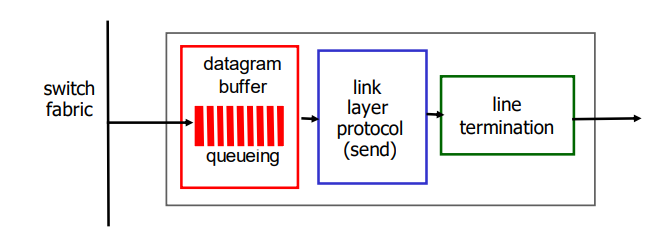 switch
fabric
datagram
buffer
queueing
link
layer
protocol
(send)
line
termination